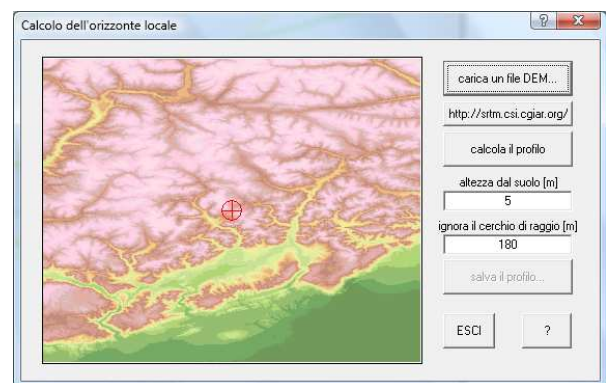 Calcolo dell'orizzonte locale
?
carica un file DEM...
http://srtm.csi.cgiar.org/
calcola il profilo
altezza dal suolo [m]
5
ignora il cerchio di raggio [m]
180
salva il profilo...
ESCI
?